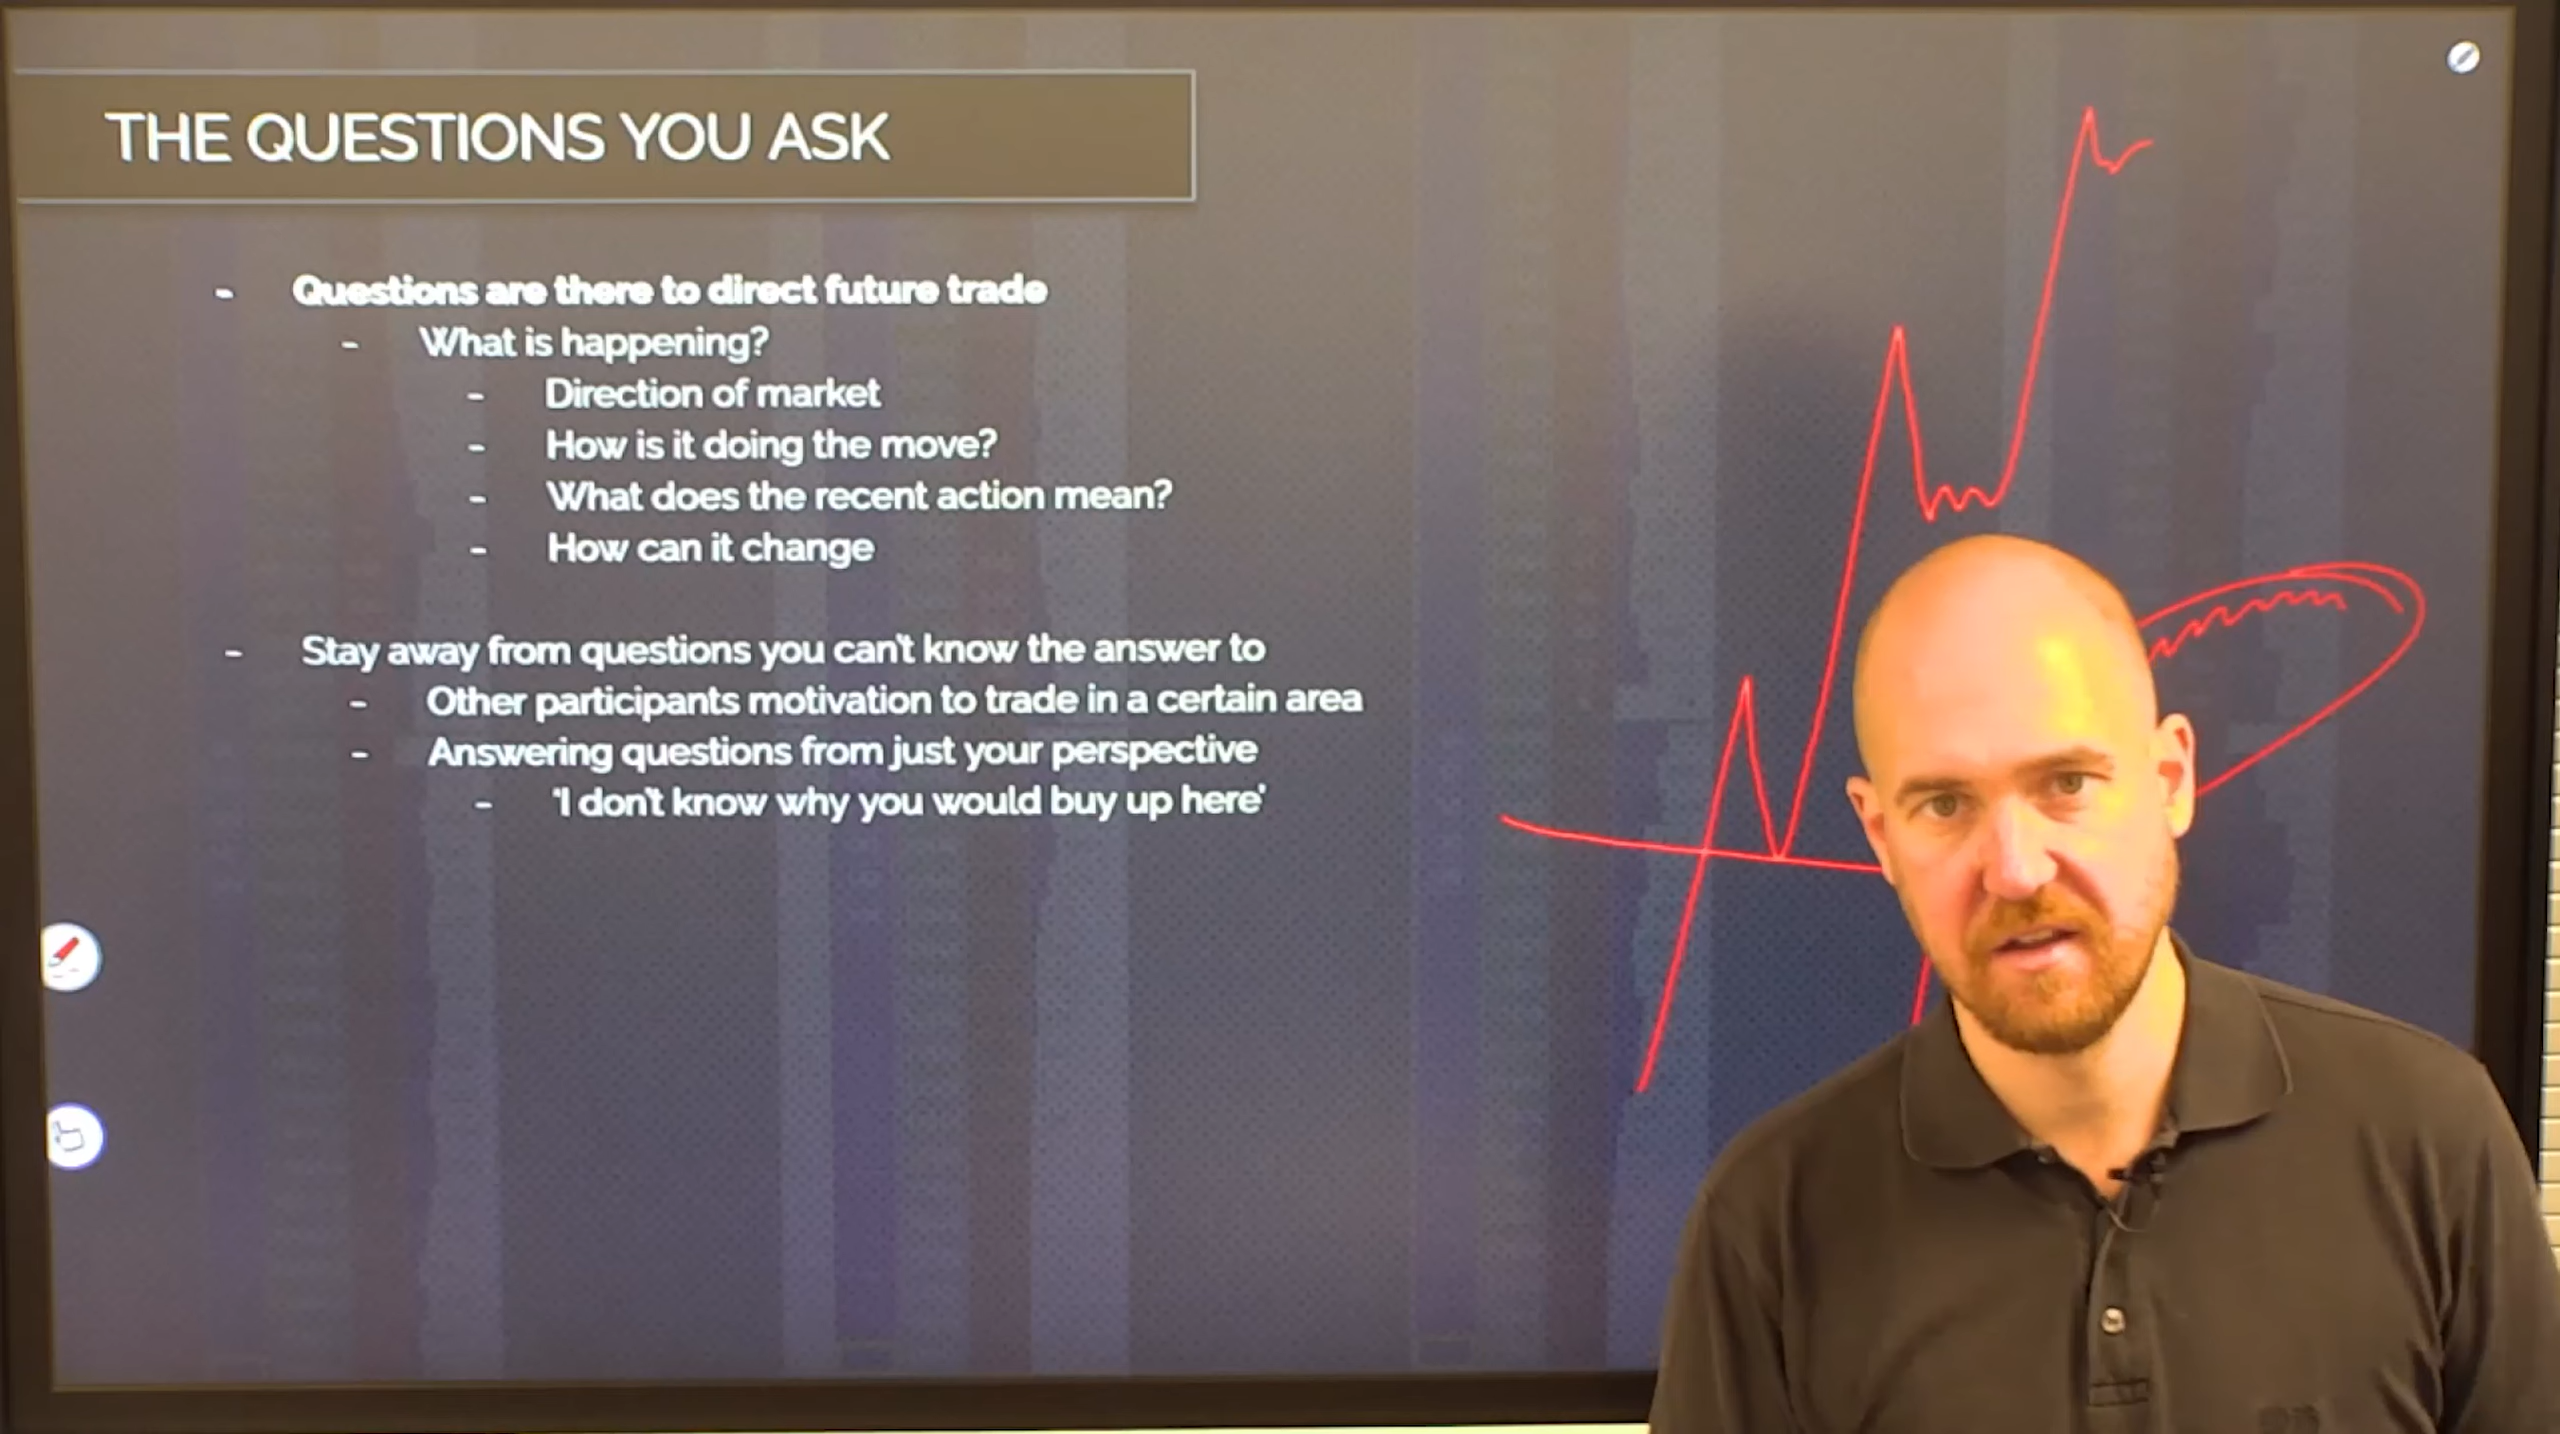 THE QUESTIONS YOU ASK
- Questions are there to direct future trade
- What is happening?
- Direction of market
- How is it doing the move?
- What does the recent action mean?
- How can it change
- Stay away from questions you can't know the answer to
- Other participants motivation to trade in a certain area
- Answering questions from just your perspective
- 'I don't know why you would buy up here'